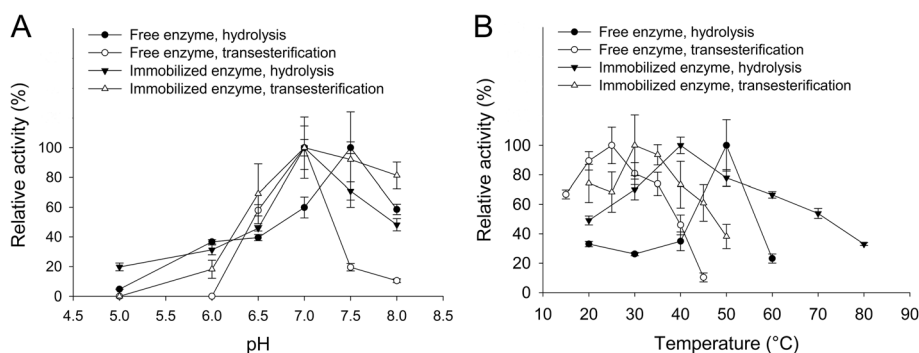 A
Free enzyme, hydrolysis
Free enzyme, transesterification
Immobilized enzyme, hydrolysis
Immobilized enzyme, transesterification
Relative activity (%)
100
80
60
40
20
0
4.5 5.0 5.5 6.0 6.5 7.0 7.5 8.0 8.5
pH
B
Free enzyme, hydrolysis
Free enzyme, transesterification
Immobilized enzyme, hydrolysis
Immobilized enzyme, transesterification
Relative activity (%)
100
80
60
40
20
0
10 20 30 40 50 60 70 80 90
Temperature (°C)